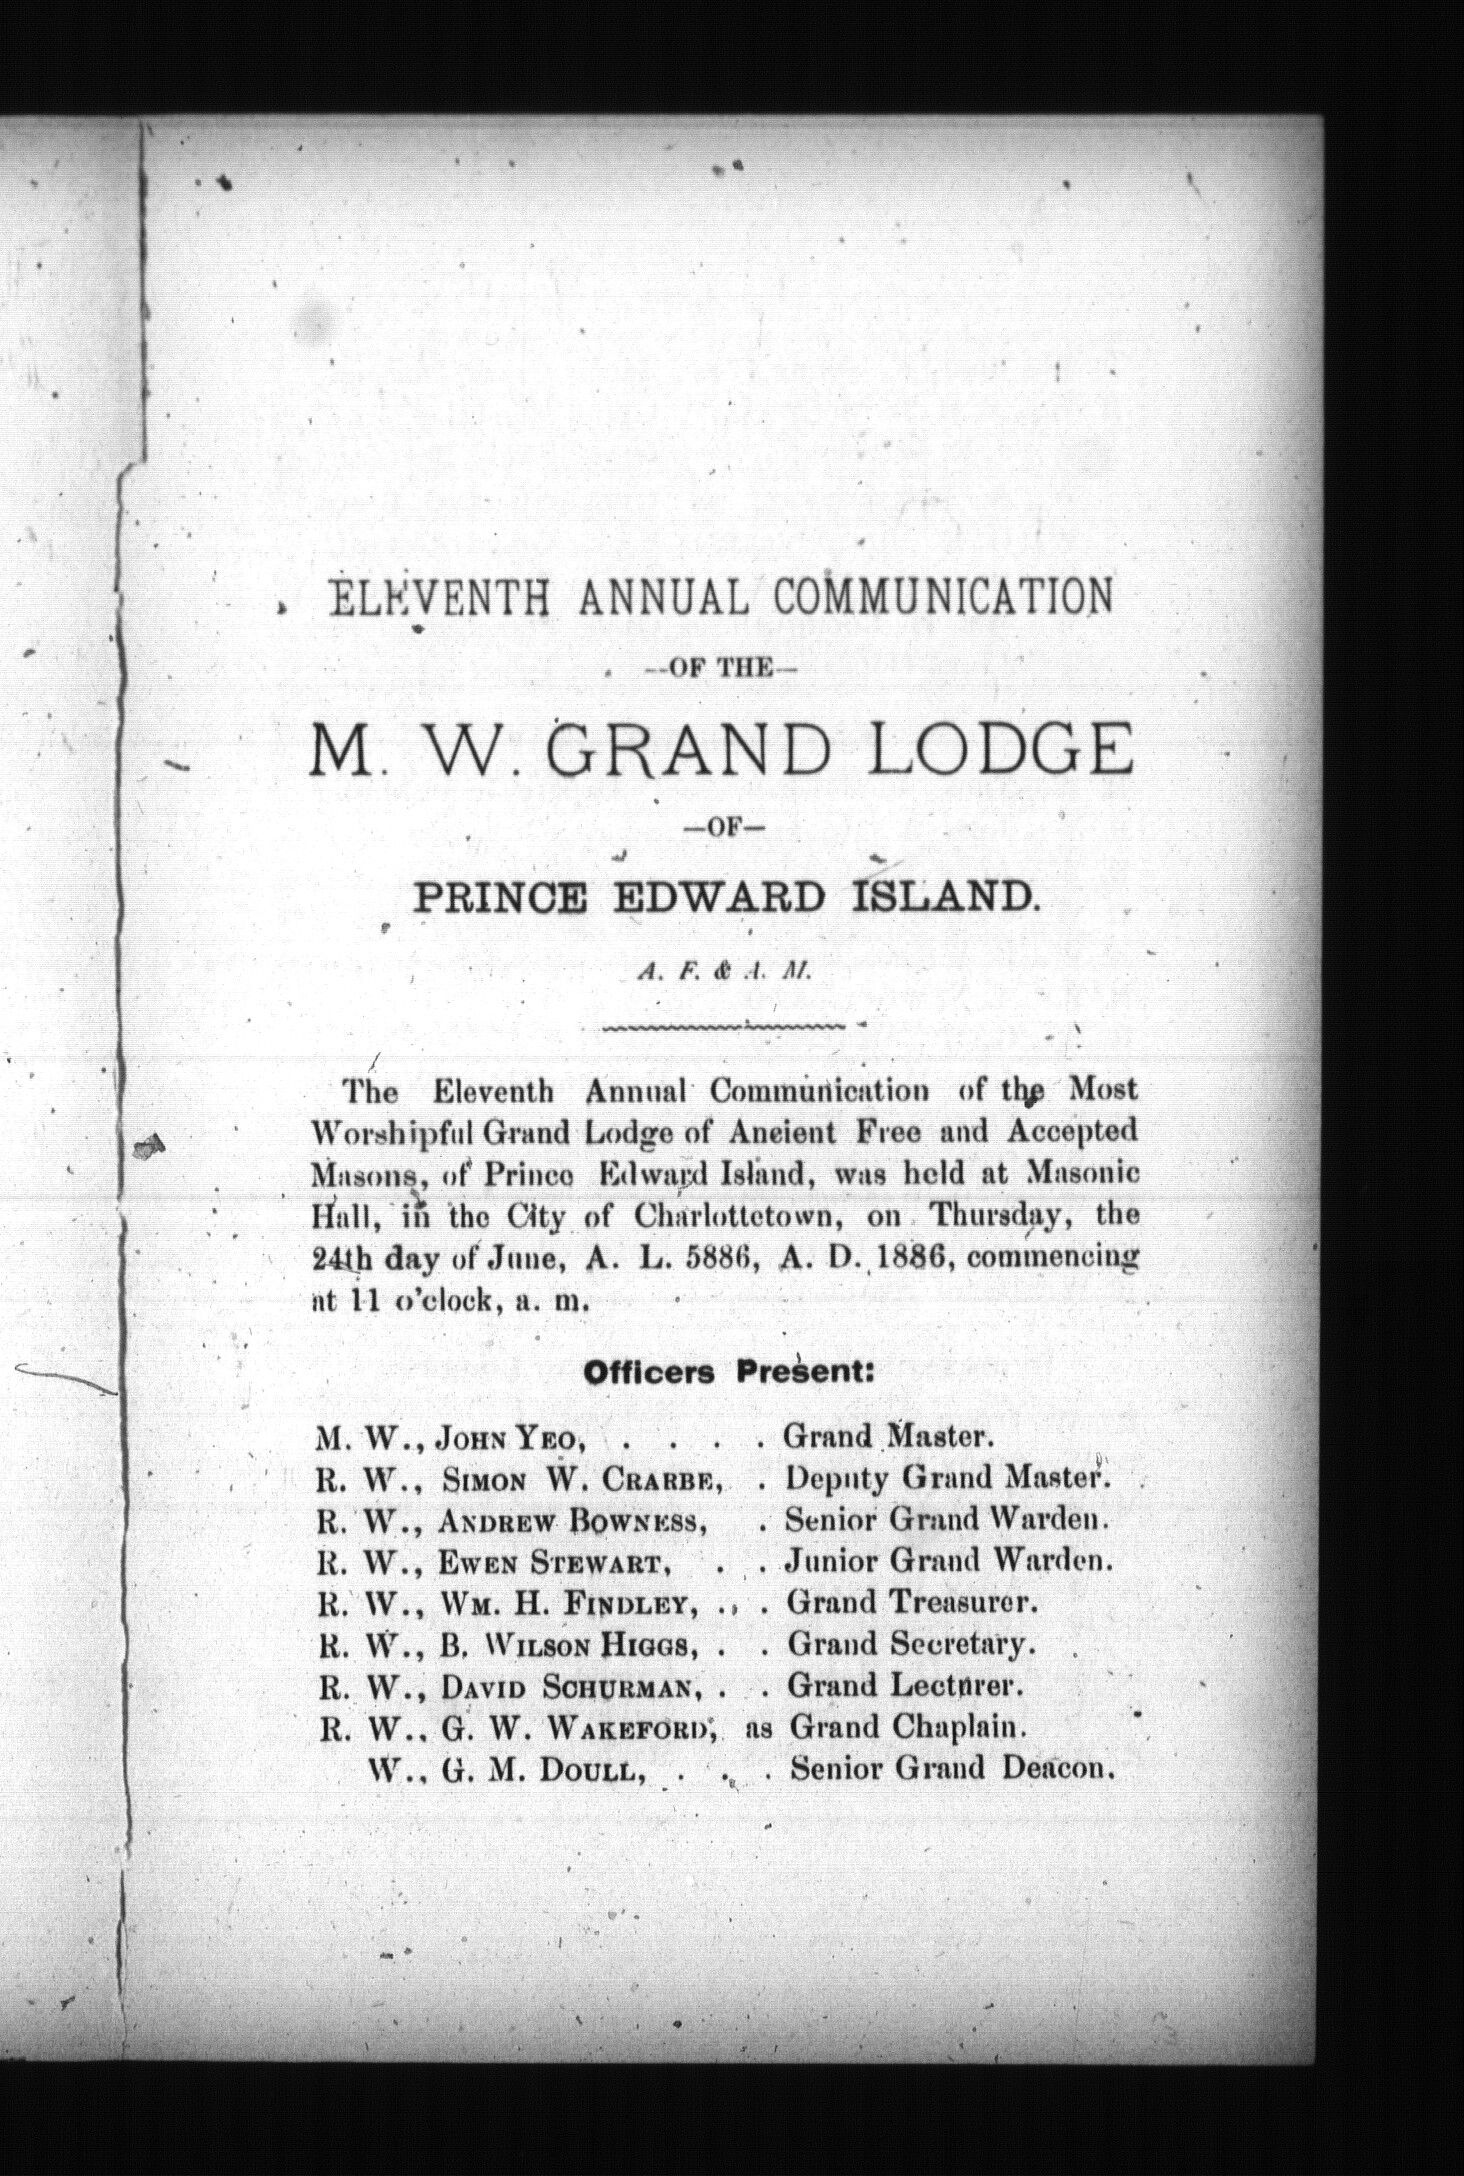 ELEVENTH ANNUAL COMMUNICATION
—OF THE—
M. W. GRAND LODGE
—OF—
PRINCE EDWARD ISLAND.
A. F. & A. M.
The Eleventh Annual Communication of the Most
Worshipful Grand Lodge of Ancient Free and Accepted
Masons, of Prince Edward Island, was held at Masonic
Hall, in the City of Charlottetown, on Thursday, the
24th day of June, A. L. 5886, A. D. 1886, commencing
at 11 o'clock, a. m.
Officers Present:
M. W., JOHN YEO, . . . . Grand Master.
R. W., SIMON W. CRABBE, . Deputy Grand Master.
R. W., ANDREW BOWNESS, . Senior Grand Warden.
R. W., EWEN STEWART, . . Junior Grand Warden.
R. W., WM. H. FINDLEY, . . Grand Treasurer.
R. W., B. WILSON HIGGS, . . Grand Secretary.
R. W., DAVID SCHURMAN, . . Grand Lecturer.
R. W., G. W. WAKEFORD, as Grand Chaplain.
W., G. M. DOULL, . . . Senior Grand Deacon.